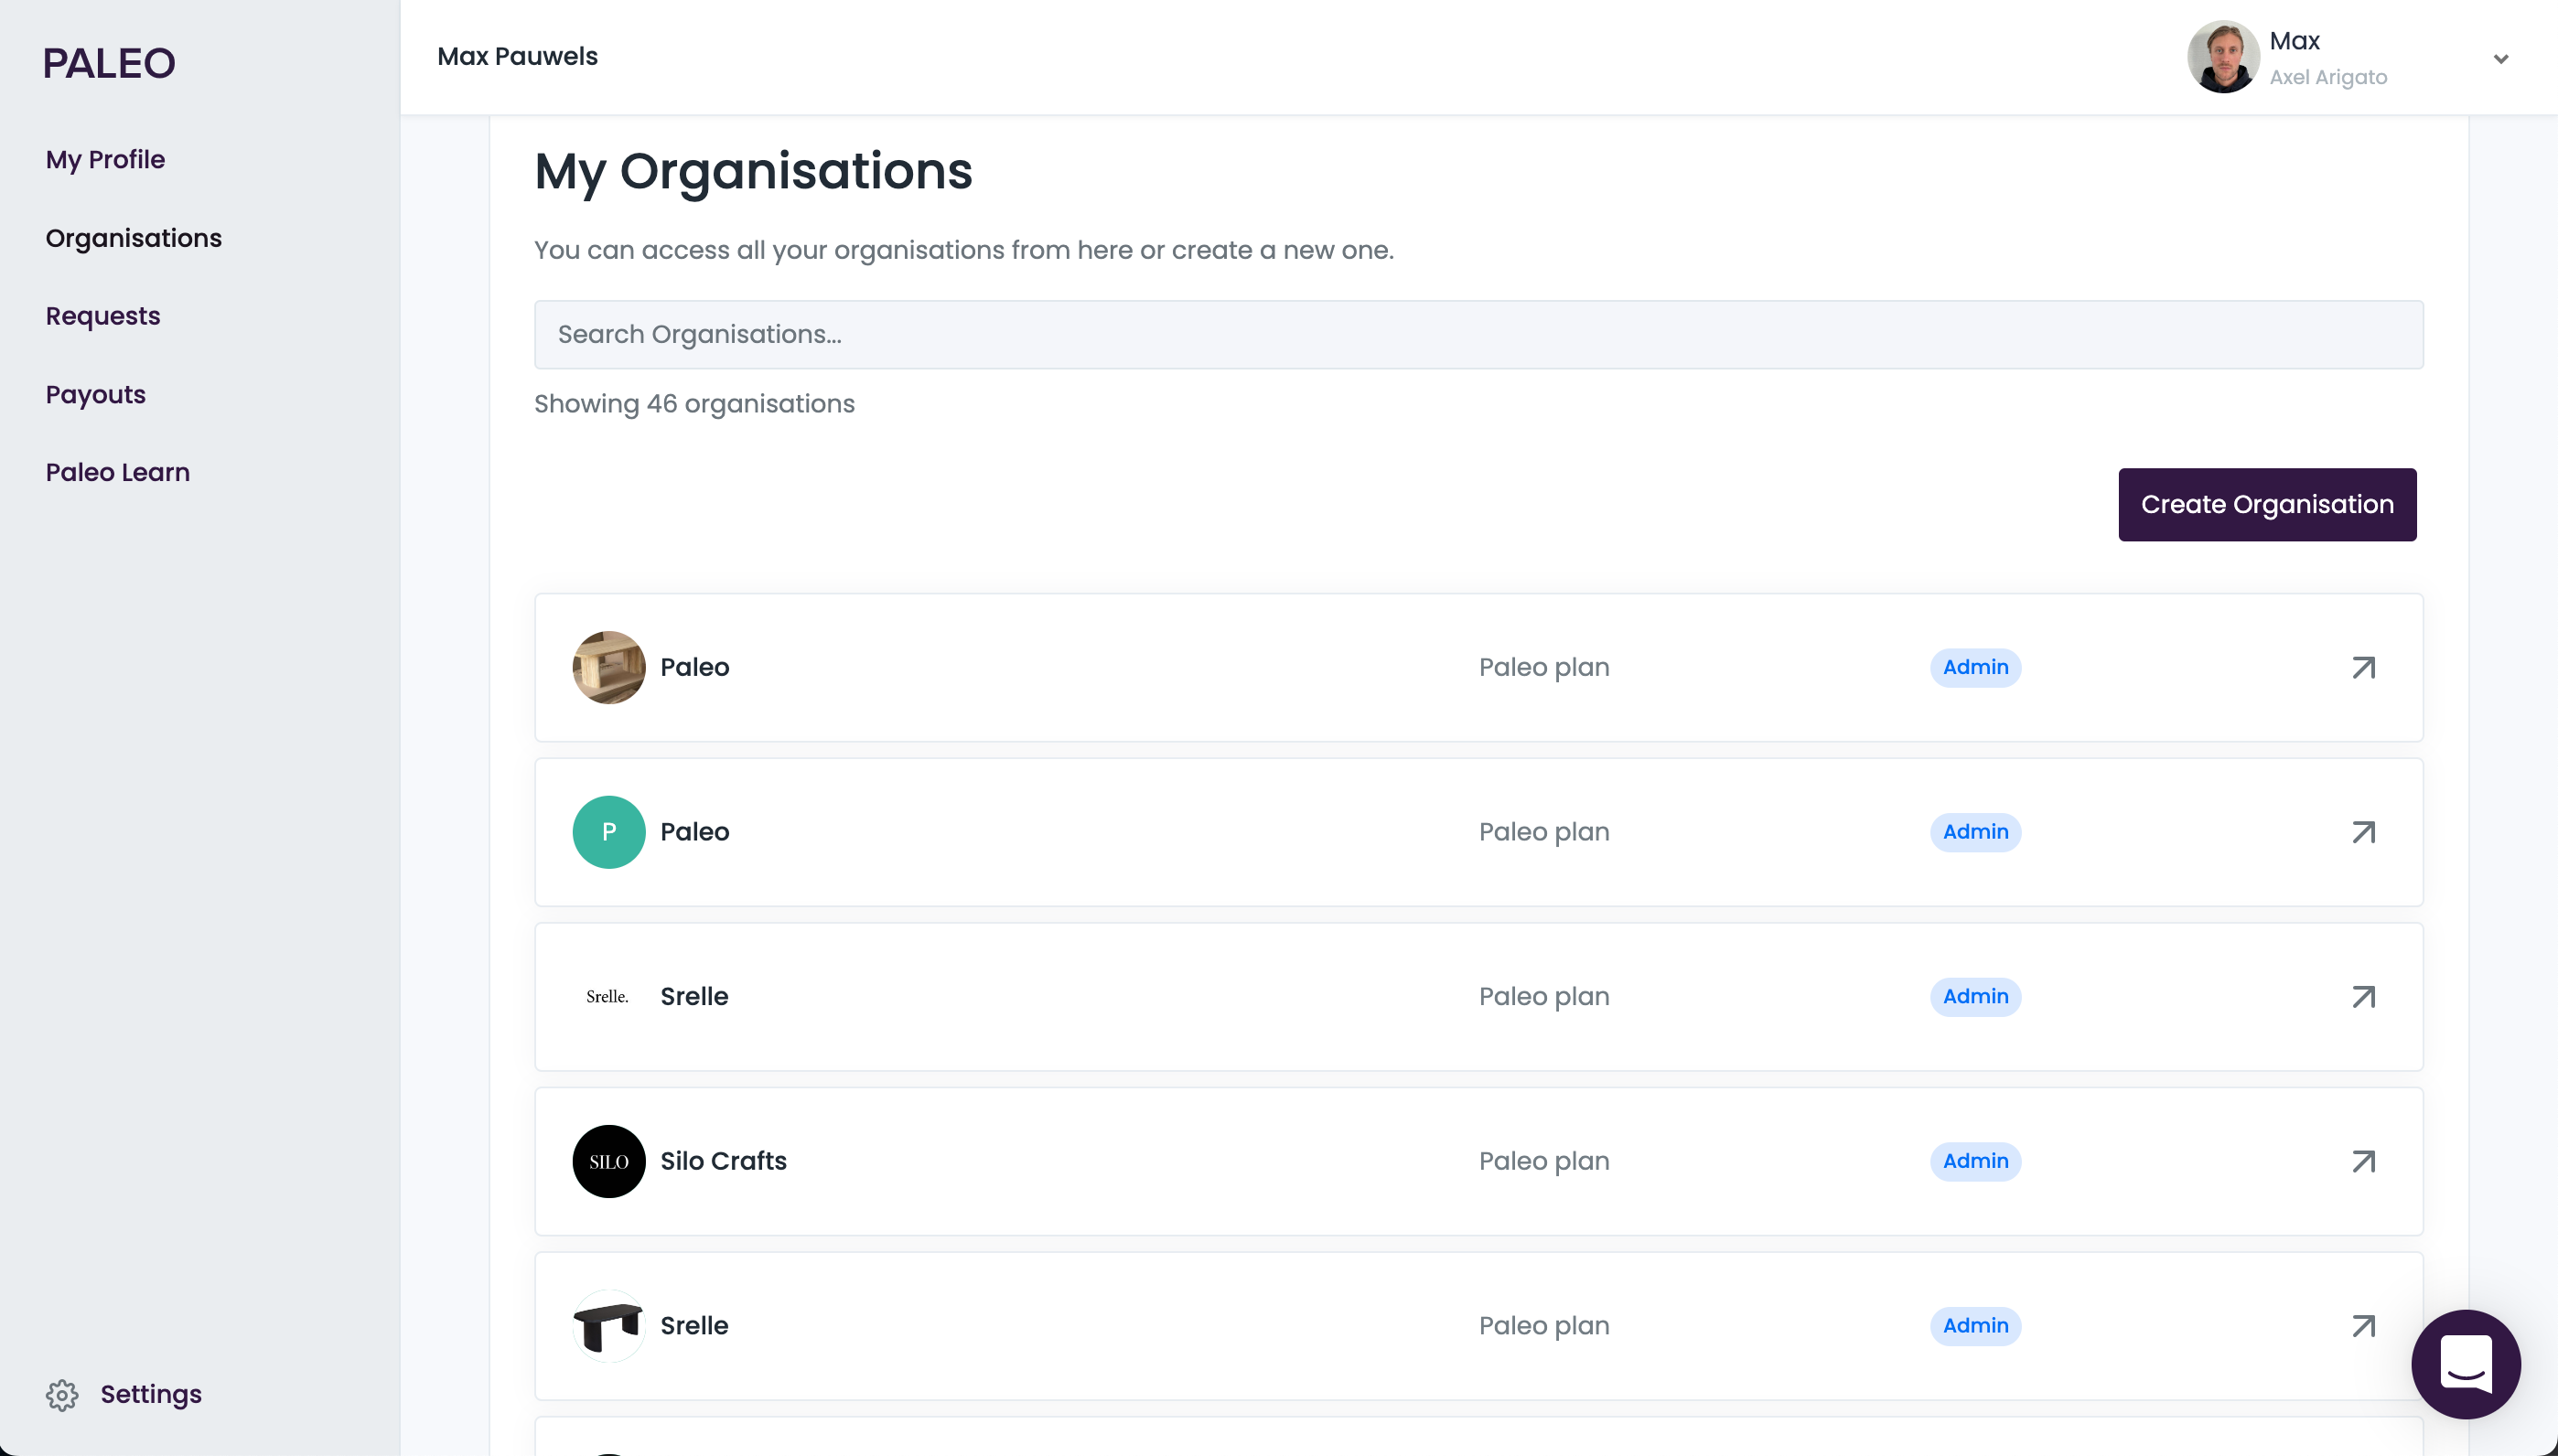 PALEO
My Profile
Organisations
Requests
Payouts
Paleo Learn
Settings
Max Pauwels
Max
Axel Arigato
My Organisations
You can access all your organisations from here or create a new one.
Search Organisations...
Showing 46 organisations
Create Organisation
Paleo Paleo plan Admin
P Paleo Paleo plan Admin
Srelle. Srelle Paleo plan Admin
SILO Silo Crafts Paleo plan Admin
Srelle Paleo plan Admin